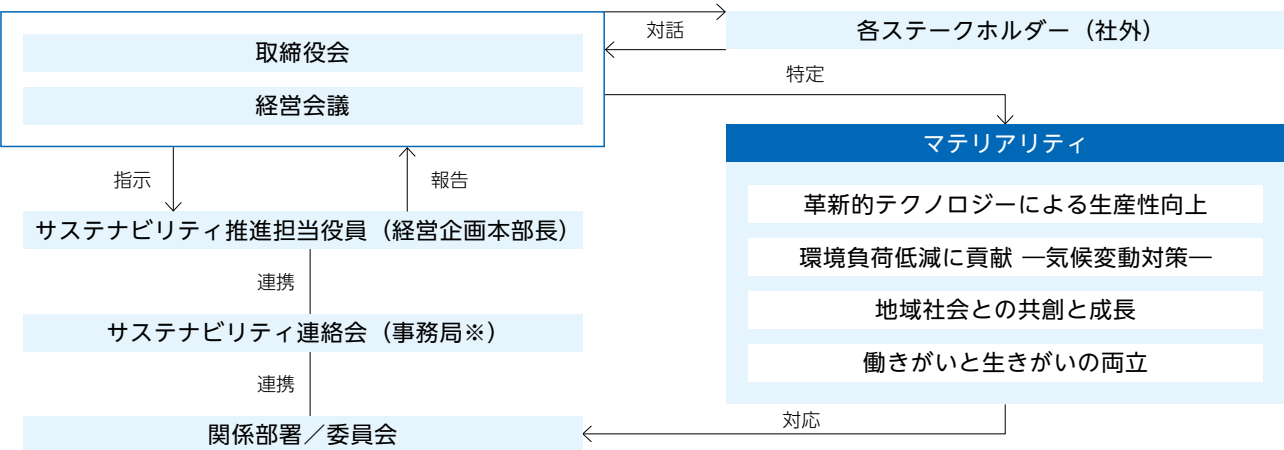 対話
各ステークホルダー（社外）
取締役会
経営会議
特定
マテリアリティ
指示
報告
革新的テクノロジーによる生産性向上
サステナビリティ推進担当役員（経営企画本部長）
環境負荷低減に貢献 ―気候変動対策―
連携
地域社会との共創と成長
サステナビリティ連絡会（事務局※）
働きがいと生きがいの両立
連携
対応
関係部署／委員会